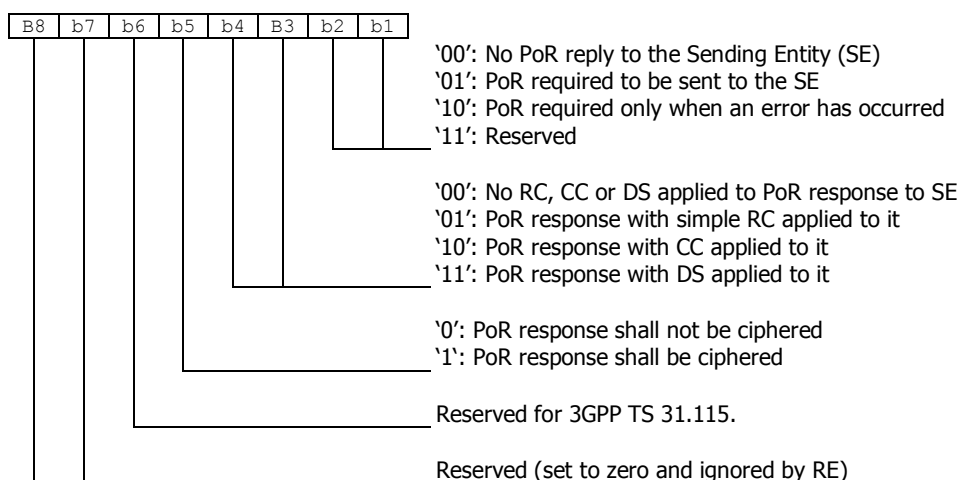 B8 b7 b6 b5 b4 B3 b2 b1
‘00’: No PoR reply to the Sending Entity (SE)
‘01’: PoR required to be sent to the SE
‘10’: PoR required only when an error has occurred
‘11’: Reserved
‘00’: No RC, CC or DS applied to PoR response to SE
‘01’: PoR response with simple RC applied to it
‘10’: PoR response with CC applied to it
‘11’: PoR response with DS applied to it
‘0’: PoR response shall not be ciphered
‘1‘: PoR response shall be ciphered
Reserved for 3GPP TS 31.115.
Reserved (set to zero and ignored by RE)